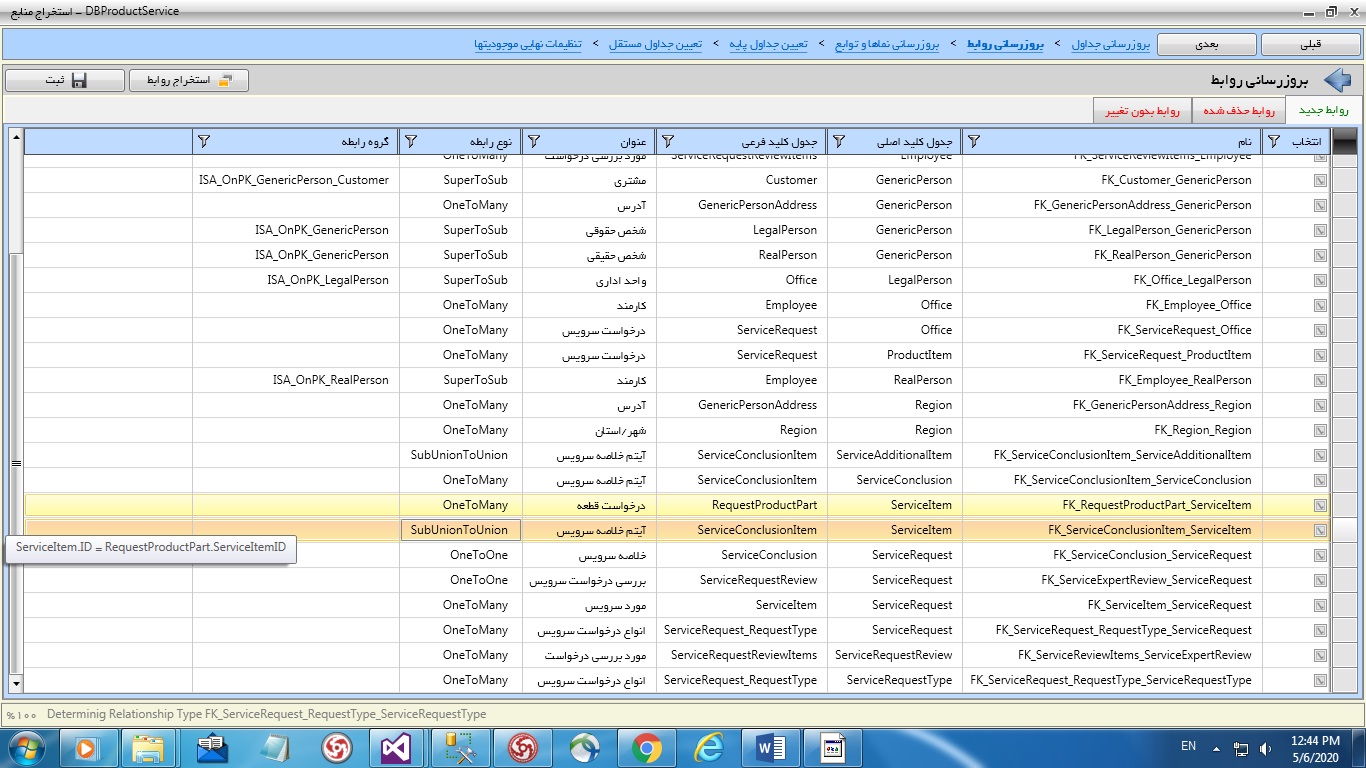 DBProductService - استخراج منابع
قبلی بعدی بروزرسانی جداول > بروزرسانی روابط > بروزرسانی نماها و توابع > تعیین جداول پایه > تعیین جداول مستقل > تنظیمات نهایی موجودیتها
بروزرسانی روابط استخراج روابط ثبت
روابط جدید روابط حذف شده روابط بدون تغییر
انتخاب نام جدول کلید اصلی جدول کلید فرعی عنوان نوع رابطه گروه رابطه
FK_ServiceReviewItems_Employee Employee ServiceRequestReviewItems مورد بررسی درخواست OneToMany
FK_Customer_GenericPerson GenericPerson Customer مشتری SuperToSub ISA_OnPK_GenericPerson_Customer
FK_GenericPersonAddress_GenericPerson GenericPerson GenericPersonAddress آدرس OneToMany
FK_LegalPerson_GenericPerson GenericPerson LegalPerson شخص حقوقی SuperToSub ISA_OnPK_GenericPerson
FK_RealPerson_GenericPerson GenericPerson RealPerson شخص حقیقی SuperToSub ISA_OnPK_GenericPerson
FK_Office_LegalPerson LegalPerson Office واحد اداری SuperToSub ISA_OnPK_LegalPerson
FK_Employee_Office Office Employee کارمند OneToMany
FK_ServiceRequest_Office Office ServiceRequest درخواست سرویس OneToMany
FK_ServiceRequest_ProductItem ProductItem ServiceRequest درخواست سرویس OneToMany
FK_Employee_RealPerson RealPerson Employee کارمند SuperToSub ISA_OnPK_RealPerson
FK_GenericPersonAddress_Region Region GenericPersonAddress آدرس OneToMany
FK_Region_Region Region Region شهر/استان OneToMany
FK_ServiceConclusionItem_ServiceAdditionalItem ServiceAdditionalItem ServiceConclusionItem آیتم خلاصه سرویس SubUnionToUnion
FK_ServiceConclusionItem_ServiceConclusion ServiceConclusion ServiceConclusionItem آیتم خلاصه سرویس OneToMany
FK_RequestProductPart_ServiceItem ServiceItem RequestProductPart درخواست قطعه OneToMany
FK_ServiceConclusionItem_ServiceItem ServiceItem ServiceConclusionItem آیتم خلاصه سرویس SubUnionToUnion
ServiceItem.ID = RequestProductPart.ServiceItemID
FK_ServiceConclusion_ServiceRequest ServiceRequest ServiceConclusion خلاصه سرویس OneToOne
FK_ServiceExpertReview_ServiceRequest ServiceRequest ServiceRequestReview بررسی درخواست سرویس OneToOne
FK_ServiceItem_ServiceRequest ServiceRequest ServiceItem مورد سرویس OneToMany
FK_ServiceRequest_RequestType_ServiceRequest ServiceRequest ServiceRequest_RequestType انواع درخواست سرویس OneToMany
FK_ServiceReviewItems_ServiceExpertReview ServiceRequestReview ServiceRequestReviewItems مورد بررسی درخواست OneToMany
FK_ServiceRequest_RequestType_ServiceRequestType ServiceRequestType ServiceRequest_RequestType انواع درخواست سرویس OneToMany
%۱۰۰ Determinig Relationship Type FK_ServiceRequest_RequestType_ServiceRequestType
EN 12:44 PM
5/6/2020